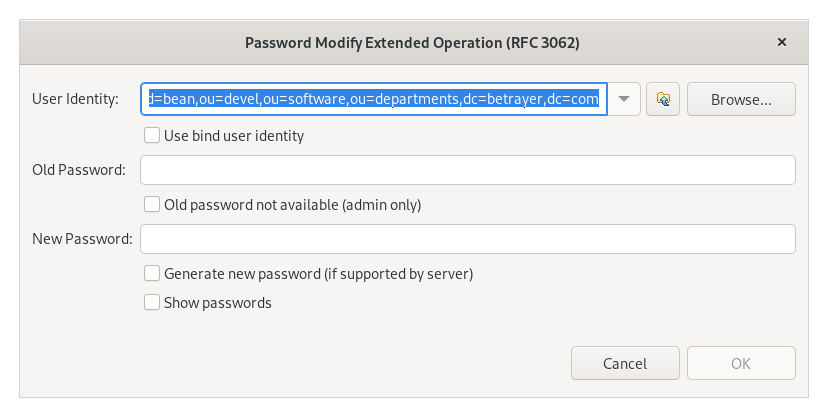 Password Modify Extended Operation (RFC 3062)
User Identity: d=bean,ou=devel,ou=software,ou=departments,dc=betrayer,dc=com Browse...
Use bind user identity
Old Password:
Old password not available (admin only)
New Password:
Generate new password (if supported by server)
Show passwords
Cancel OK